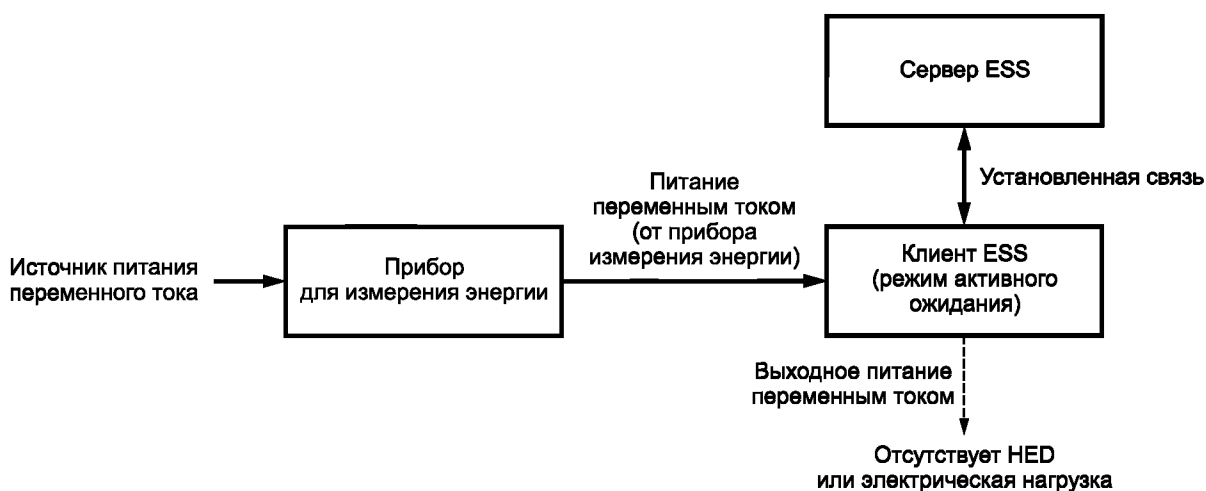 Сервер ESS
Установленная связь
Питание
переменным током
(от прибора
измерения энергии)
Источник питания
переменного тока
Прибор
для измерения энергии
Клиент ESS
(режим активного
ожидания)
Выходное питание
переменным током
Отсутствует HED
или электрическая нагрузка